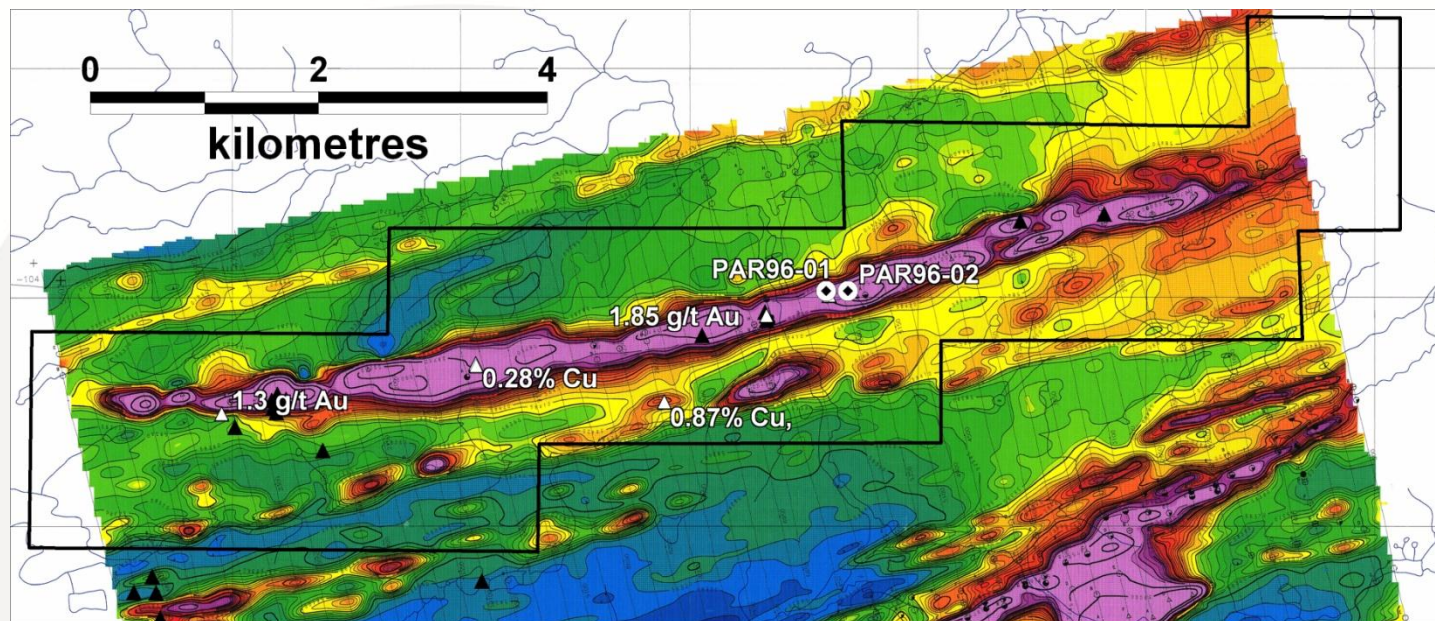 0 2 4
kilometres
-104
PAR96-01 PAR96-02
1.85 g/t Au
0.28% Cu
1.3 g/t Au
0.87% Cu,